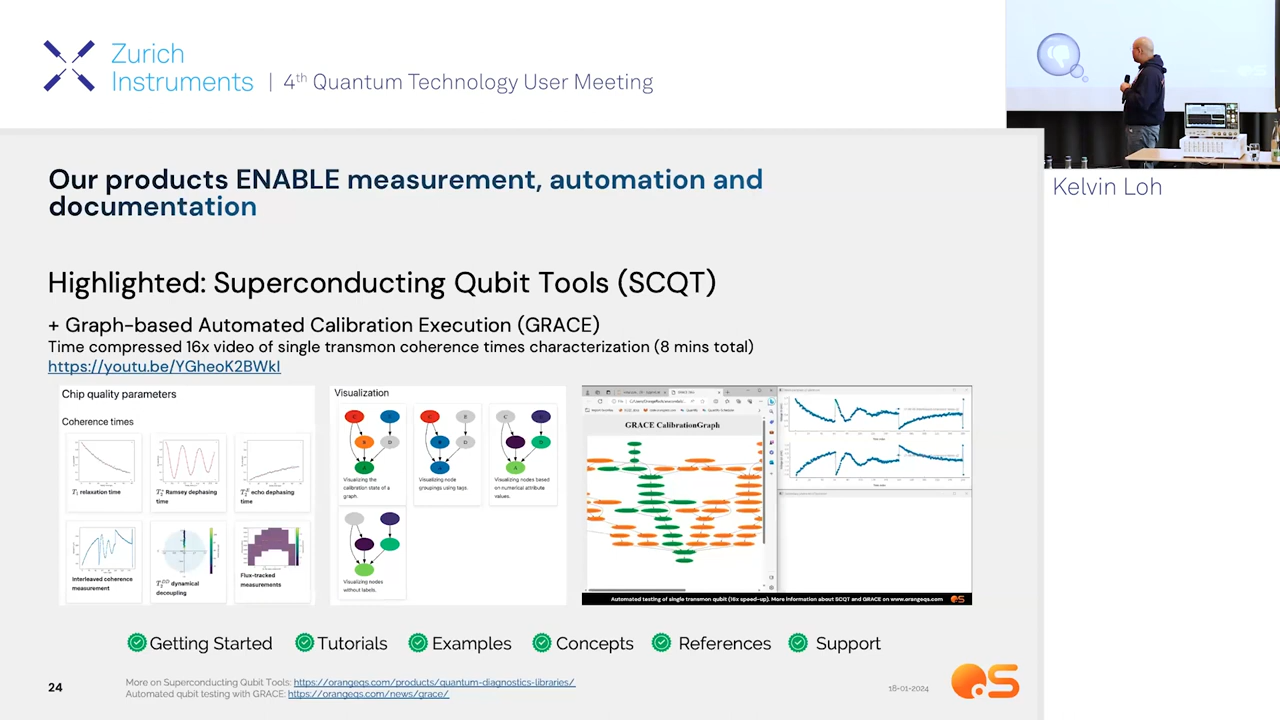 Zurich
Instruments | 4th Quantum Technology User Meeting
Kelvin Loh
Our products ENABLE measurement, automation and
documentation
Highlighted: Superconducting Qubit Tools (SCQT)
+ Graph-based Automated Calibration Execution (GRACE)
Time compressed 16x video of single transmon coherence times characterization (8 mins total)
https://youtu.be/YGheoK2BWkI
Chip quality parameters
Coherence times
T₁ relaxation time
T₂* Ramsey dephasing
time
T₂ᴱ echo dephasing
time
Interleaved coherence
measurement
T₂ᴰᴰ dynamical
decoupling
Flux-tracked
measurements
Visualization
Visualizing the
calibration state of a
graph.
Visualizing node
groupings using tags.
Visualizing nodes based
on numerical attribute
values.
Visualizing nodes
without labels.
GRACE CalibrationGraph
Automated testing of single transmon qubit (16x speed-up). More information about SCQT and GRACE on www.orangeqs.com
Getting Started
Tutorials
Examples
Concepts
References
Support
24
More on Superconducting Qubit Tools: https://orangeqs.com/products/quantum-diagnostics-libraries/
Automated qubit testing with GRACE: https://orangeqs.com/news/grace/
18-01-2024